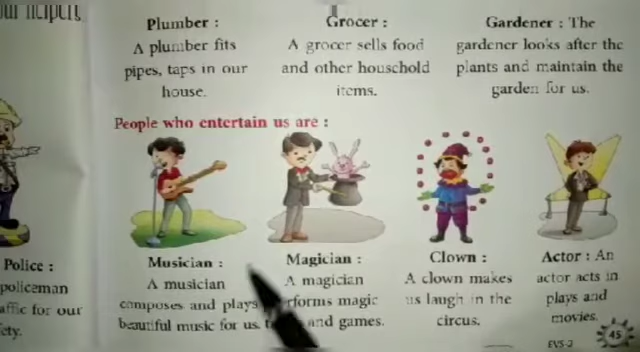 our helpers
Plumber :
A plumber fits
pipes, taps in our
house.
Grocer :
A grocer sells food
and other household
items.
Gardener : The
gardener looks after the
plants and maintain the
garden for us.
People who entertain us are :
Police :
policeman
affic for our
ety.
Musician :
A musician
composes and plays
beautiful music for us.
Magician :
A magician
rforms magic
and games.
Clown :
A clown makes
us laugh in the
circus.
Actor : An
actor acts in
plays and
movies.
EVS-2
45